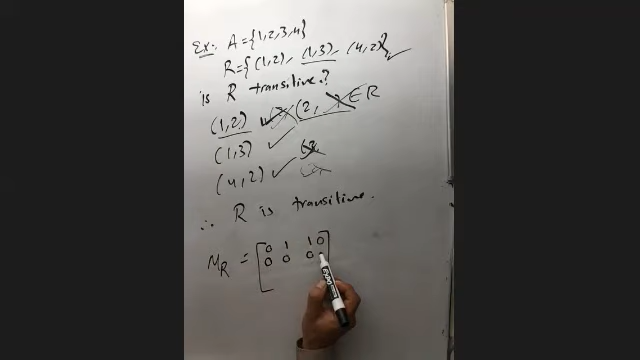 Ex: A={1,2,3,4}
R={(1,2), (1,3), (4,2)} ✓
is R transitive?
(1,2) (2, ∈ R
(1,3) ✓
(4,2) ✓
∴ R is transitive.
M_R = [0 1 1 0
0 0 0